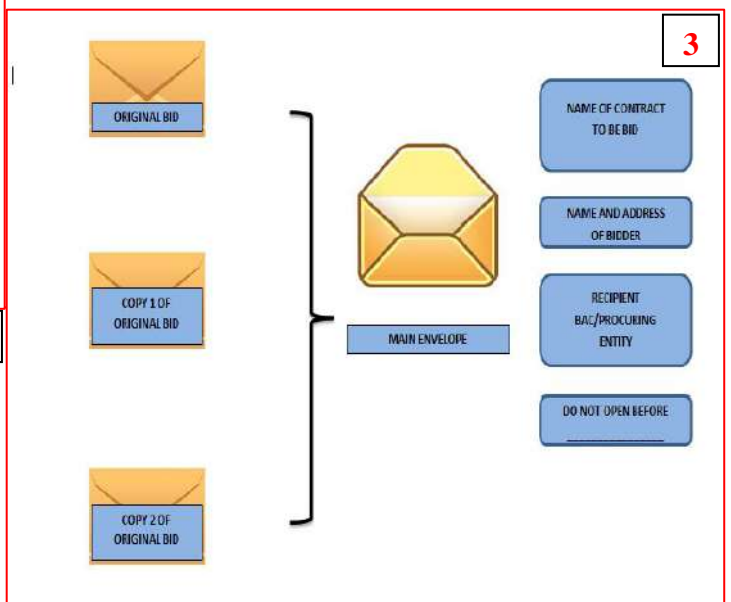 3
ORIGINAL BID
COPY 1 OF
ORIGINAL BID
COPY 2 OF
ORIGINAL BID
MAIN ENVELOPE
NAME OF CONTRACT
TO BE BID
NAME AND ADDRESS
OF BIDDER
RECIPIENT
BAC/PROCURING
ENTITY
DO NOT OPEN BEFORE
_______________